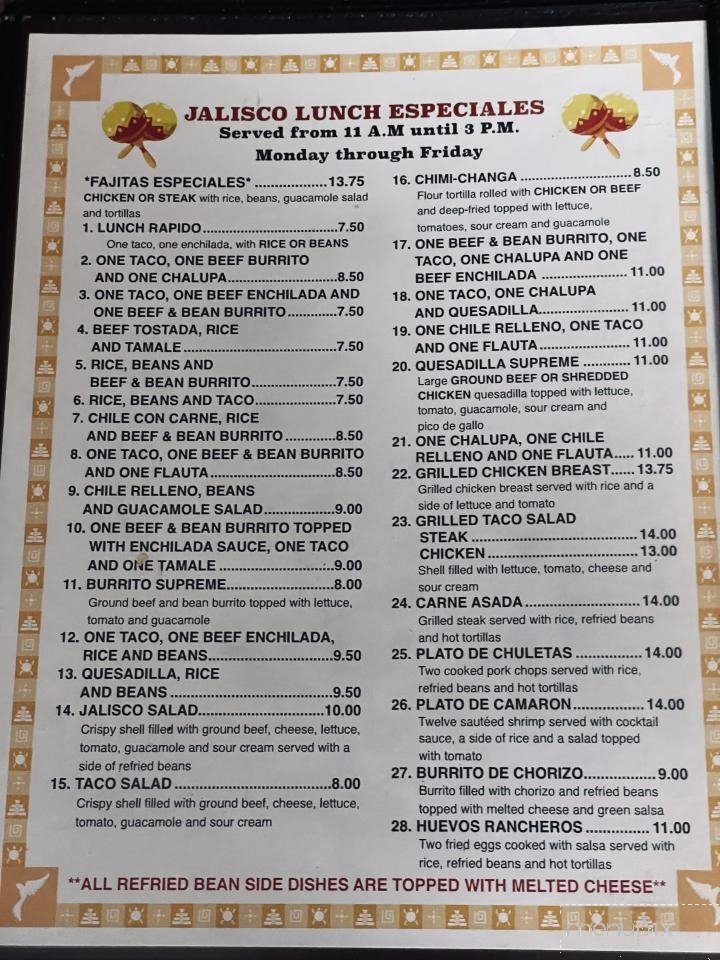 JALISCO LUNCH ESPECIALES
Served from 11 A.M until 3 P.M.
Monday through Friday
*FAJITAS ESPECIALES* ..................13.75
CHICKEN OR STEAK with rice, beans, guacamole salad
and tortillas
1. LUNCH RAPIDO..................................7.50
One taco, one enchilada, with RICE OR BEANS
2. ONE TACO, ONE BEEF BURRITO
AND ONE CHALUPA...........................8.50
3. ONE TACO, ONE BEEF ENCHILADA AND
ONE BEEF & BEAN BURRITO............7.50
4. BEEF TOSTADA, RICE
AND TAMALE.......................................7.50
5. RICE, BEANS AND
BEEF & BEAN BURRITO.....................7.50
6. RICE, BEANS AND TACO....................7.50
7. CHILE CON CARNE, RICE
AND BEEF & BEAN BURRITO ............8.50
8. ONE TACO, ONE BEEF & BEAN BURRITO
AND ONE FLAUTA...............................8.50
9. CHILE RELLENO, BEANS
AND GUACAMOLE SALAD..................9.00
10. ONE BEEF & BEAN BURRITO TOPPED
WITH ENCHILADA SAUCE, ONE TACO
AND ONE TAMALE .............................9.00
11. BURRITO SUPREME...........................8.00
Ground beef and bean burrito topped with lettuce,
tomato and guacamole
12. ONE TACO, ONE BEEF ENCHILADA,
RICE AND BEANS...............................9.50
13. QUESADILLA, RICE
AND BEANS ........................................9.50
14. JALISCO SALAD...............................10.00
Crispy shell filled with ground beef, cheese, lettuce,
tomato, guacamole and sour cream served with a
side of refried beans
15. TACO SALAD ......................................8.00
Crispy shell filled with ground beef, cheese, lettuce,
tomato, guacamole and sour cream
16. CHIMI-CHANGA ............................8.50
Flour tortilla rolled with CHICKEN OR BEEF
and deep-fried topped with lettuce,
tomatoes, sour cream and guacamole
17. ONE BEEF & BEAN BURRITO, ONE
TACO, ONE CHALUPA AND ONE
BEEF ENCHILADA ..................... 11.00
18. ONE TACO, ONE CHALUPA
AND QUESADILLA...................... 11.00
19. ONE CHILE RELLENO, ONE TACO
AND ONE FLAUTA....................... 11.00
20. QUESADILLA SUPREME ............ 11.00
Large GROUND BEEF OR SHREDDED
CHICKEN quesadilla topped with lettuce,
tomato, guacamole, sour cream and
pico de gallo
21. ONE CHALUPA, ONE CHILE
RELLENO AND ONE FLAUTA..... 11.00
22. GRILLED CHICKEN BREAST...... 13.75
Grilled chicken breast served with rice and a
side of lettuce and tomato
23. GRILLED TACO SALAD
STEAK ......................................... 14.00
CHICKEN ..................................... 13.00
Shell filled with lettuce, tomato, cheese and
sour cream
24. CARNE ASADA ............................ 14.00
Grilled steak served with rice, refried beans
and hot tortillas
25. PLATO DE CHULETAS ................. 14.00
Two cooked pork chops served with rice,
refried beans and hot tortillas
26. PLATO DE CAMARON.................. 14.00
Twelve sautéed shrimp served with cocktail
sauce, a side of rice and a salad topped
with tomato
27. BURRITO DE CHORIZO.................. 9.00
Burrito filled with chorizo and refried beans
topped with melted cheese and green salsa
28. HUEVOS RANCHEROS ................ 11.00
Two fried eggs cooked with salsa served with
rice, refried beans and hot tortillas
**ALL REFRIED BEAN SIDE DISHES ARE TOPPED WITH MELTED CHEESE**
menupix